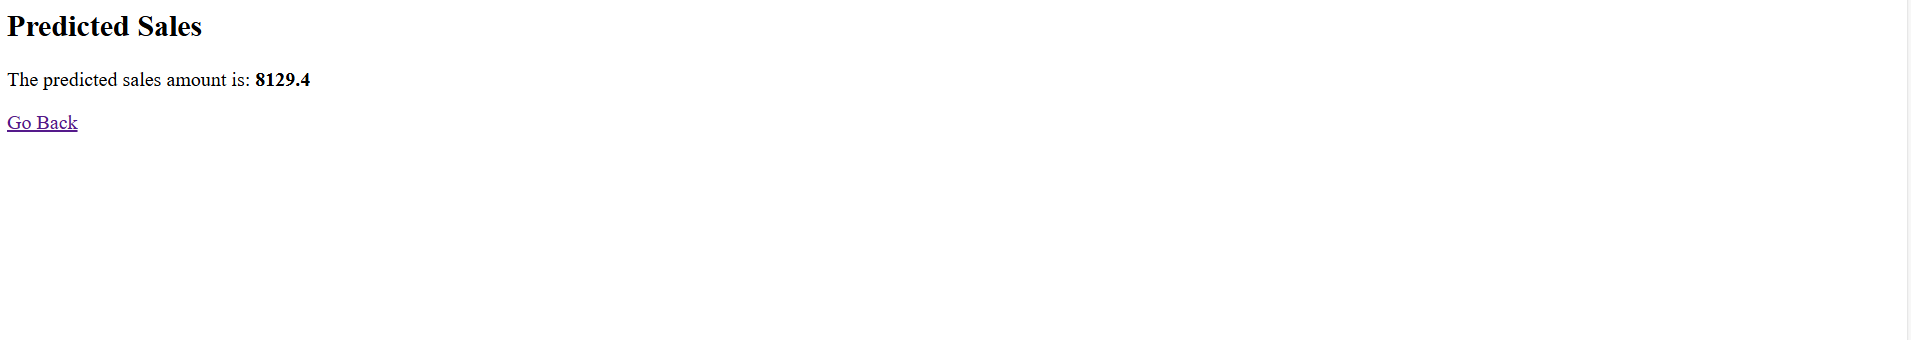 Predicted Sales
The predicted sales amount is: 8129.4
Go Back